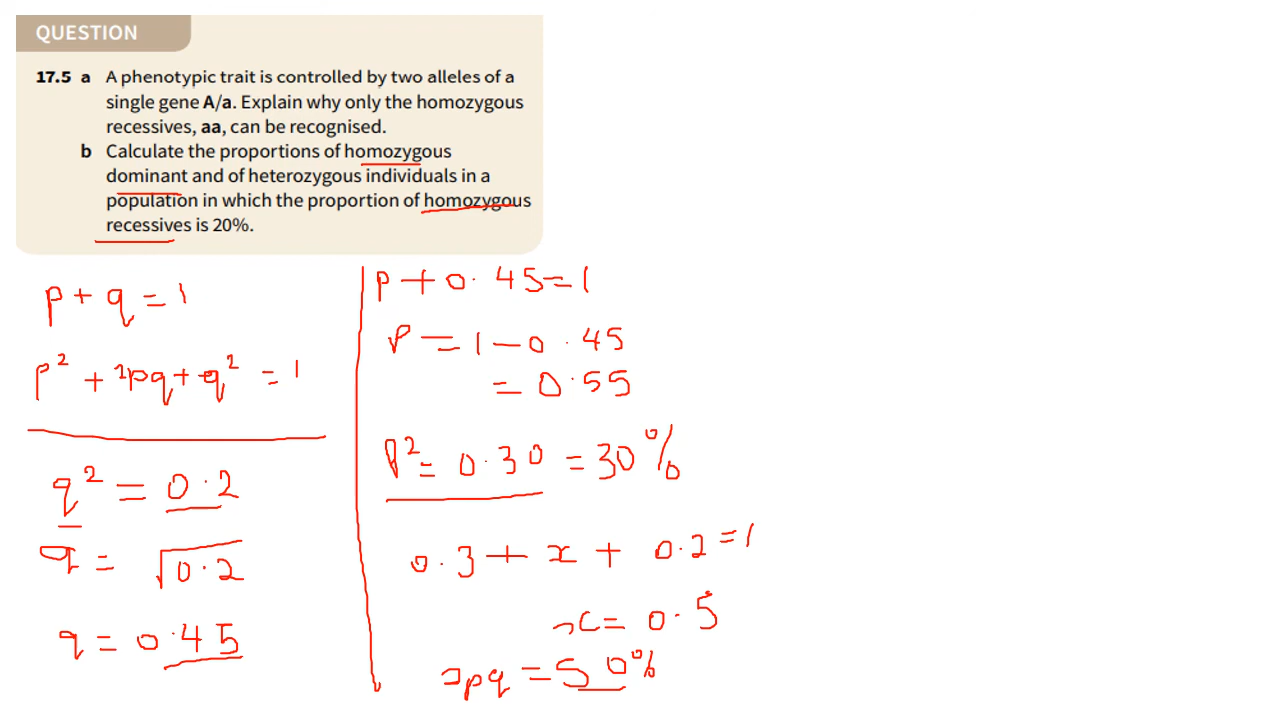 QUESTION
17.5 a A phenotypic trait is controlled by two alleles of a
single gene A/a. Explain why only the homozygous
recessives, aa, can be recognised.
b Calculate the proportions of homozygous
dominant and of heterozygous individuals in a
population in which the proportion of homozygous
recessives is 20%.
p + q = 1
p² + 2pq + q² = 1
q² = 0.2
q = √0.2
q = 0.45
p + 0.45 = 1
p = 1 - 0.45
= 0.55
p² = 0.30 = 30%
0.3 + x + 0.2 = 1
x = 0.5
2pq = 50%